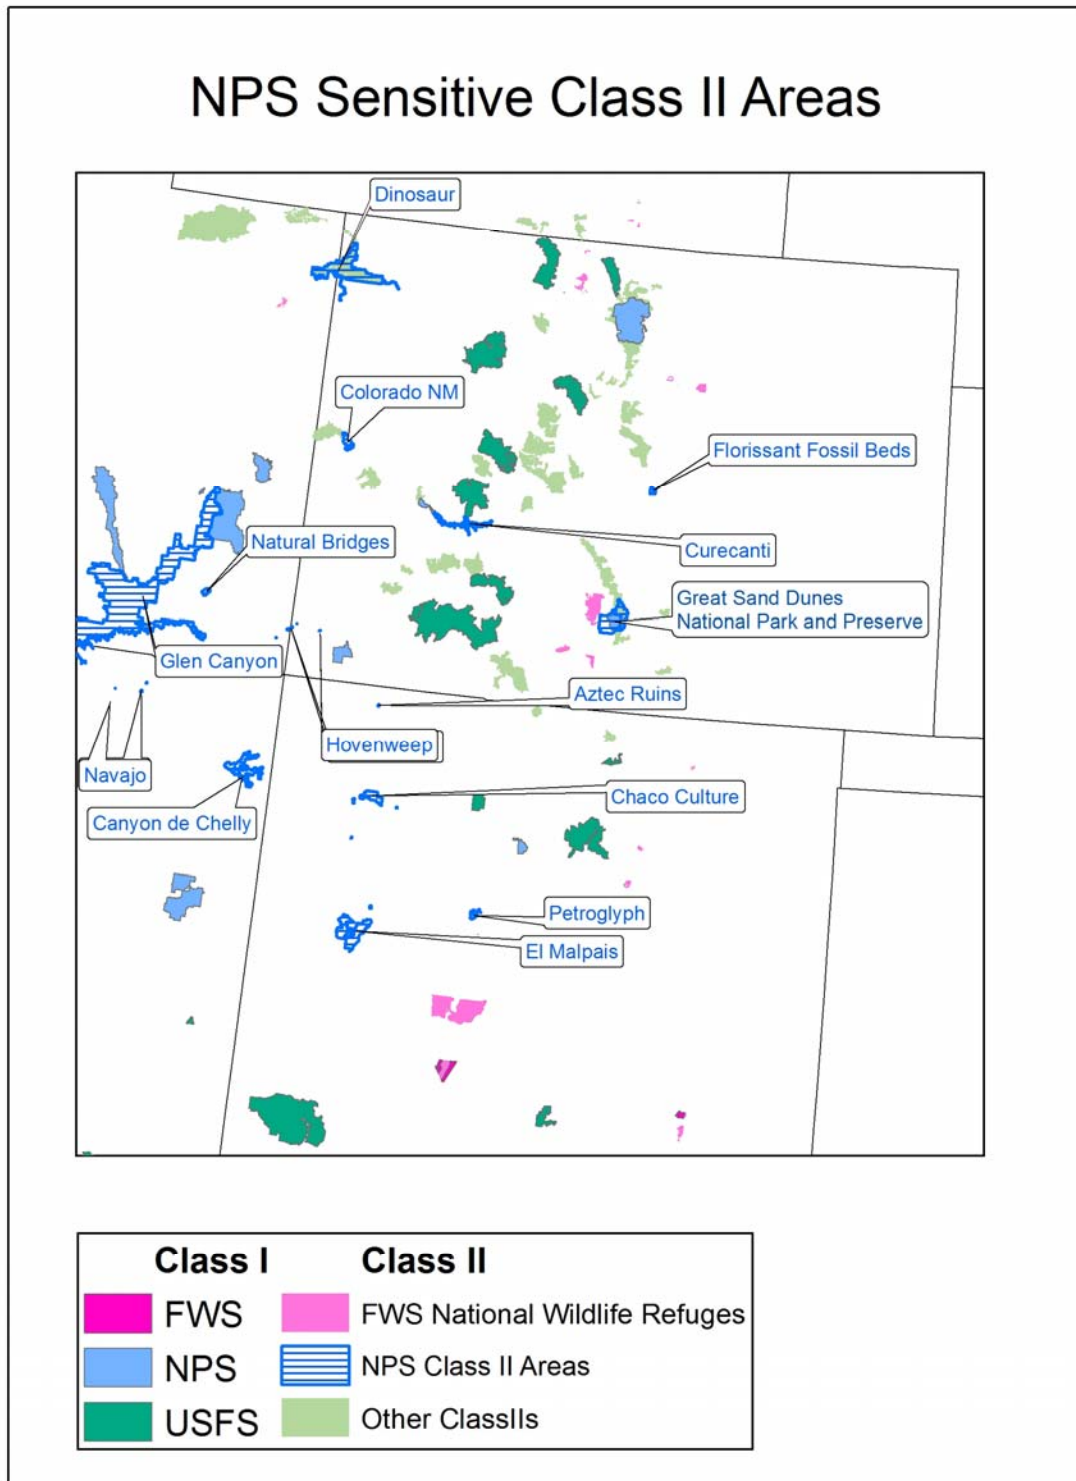 NPS Sensitive Class II Areas
Dinosaur
Colorado NM
Florissant Fossil Beds
Natural Bridges
Curecanti
Great Sand Dunes
National Park and Preserve
Glen Canyon
Aztec Ruins
Hovenweep
Navajo
Chaco Culture
Canyon de Chelly
Petroglyph
El Malpais
Class I
Class II
FWS
FWS National Wildlife Refuges
NPS
NPS Class II Areas
USFS
Other ClassIIs